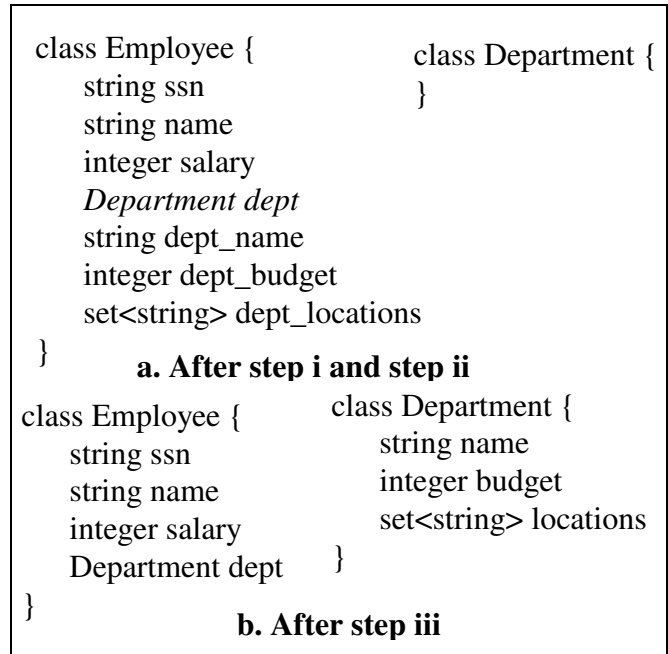 class Employee {
string ssn
string name
integer salary
Department dept
string dept_name
integer dept_budget
set<string> dept_locations
}
class Department {
}
a. After step i and step ii
class Employee {
string ssn
string name
integer salary
Department dept
}
class Department {
string name
integer budget
set<string> locations
}
b. After step iii